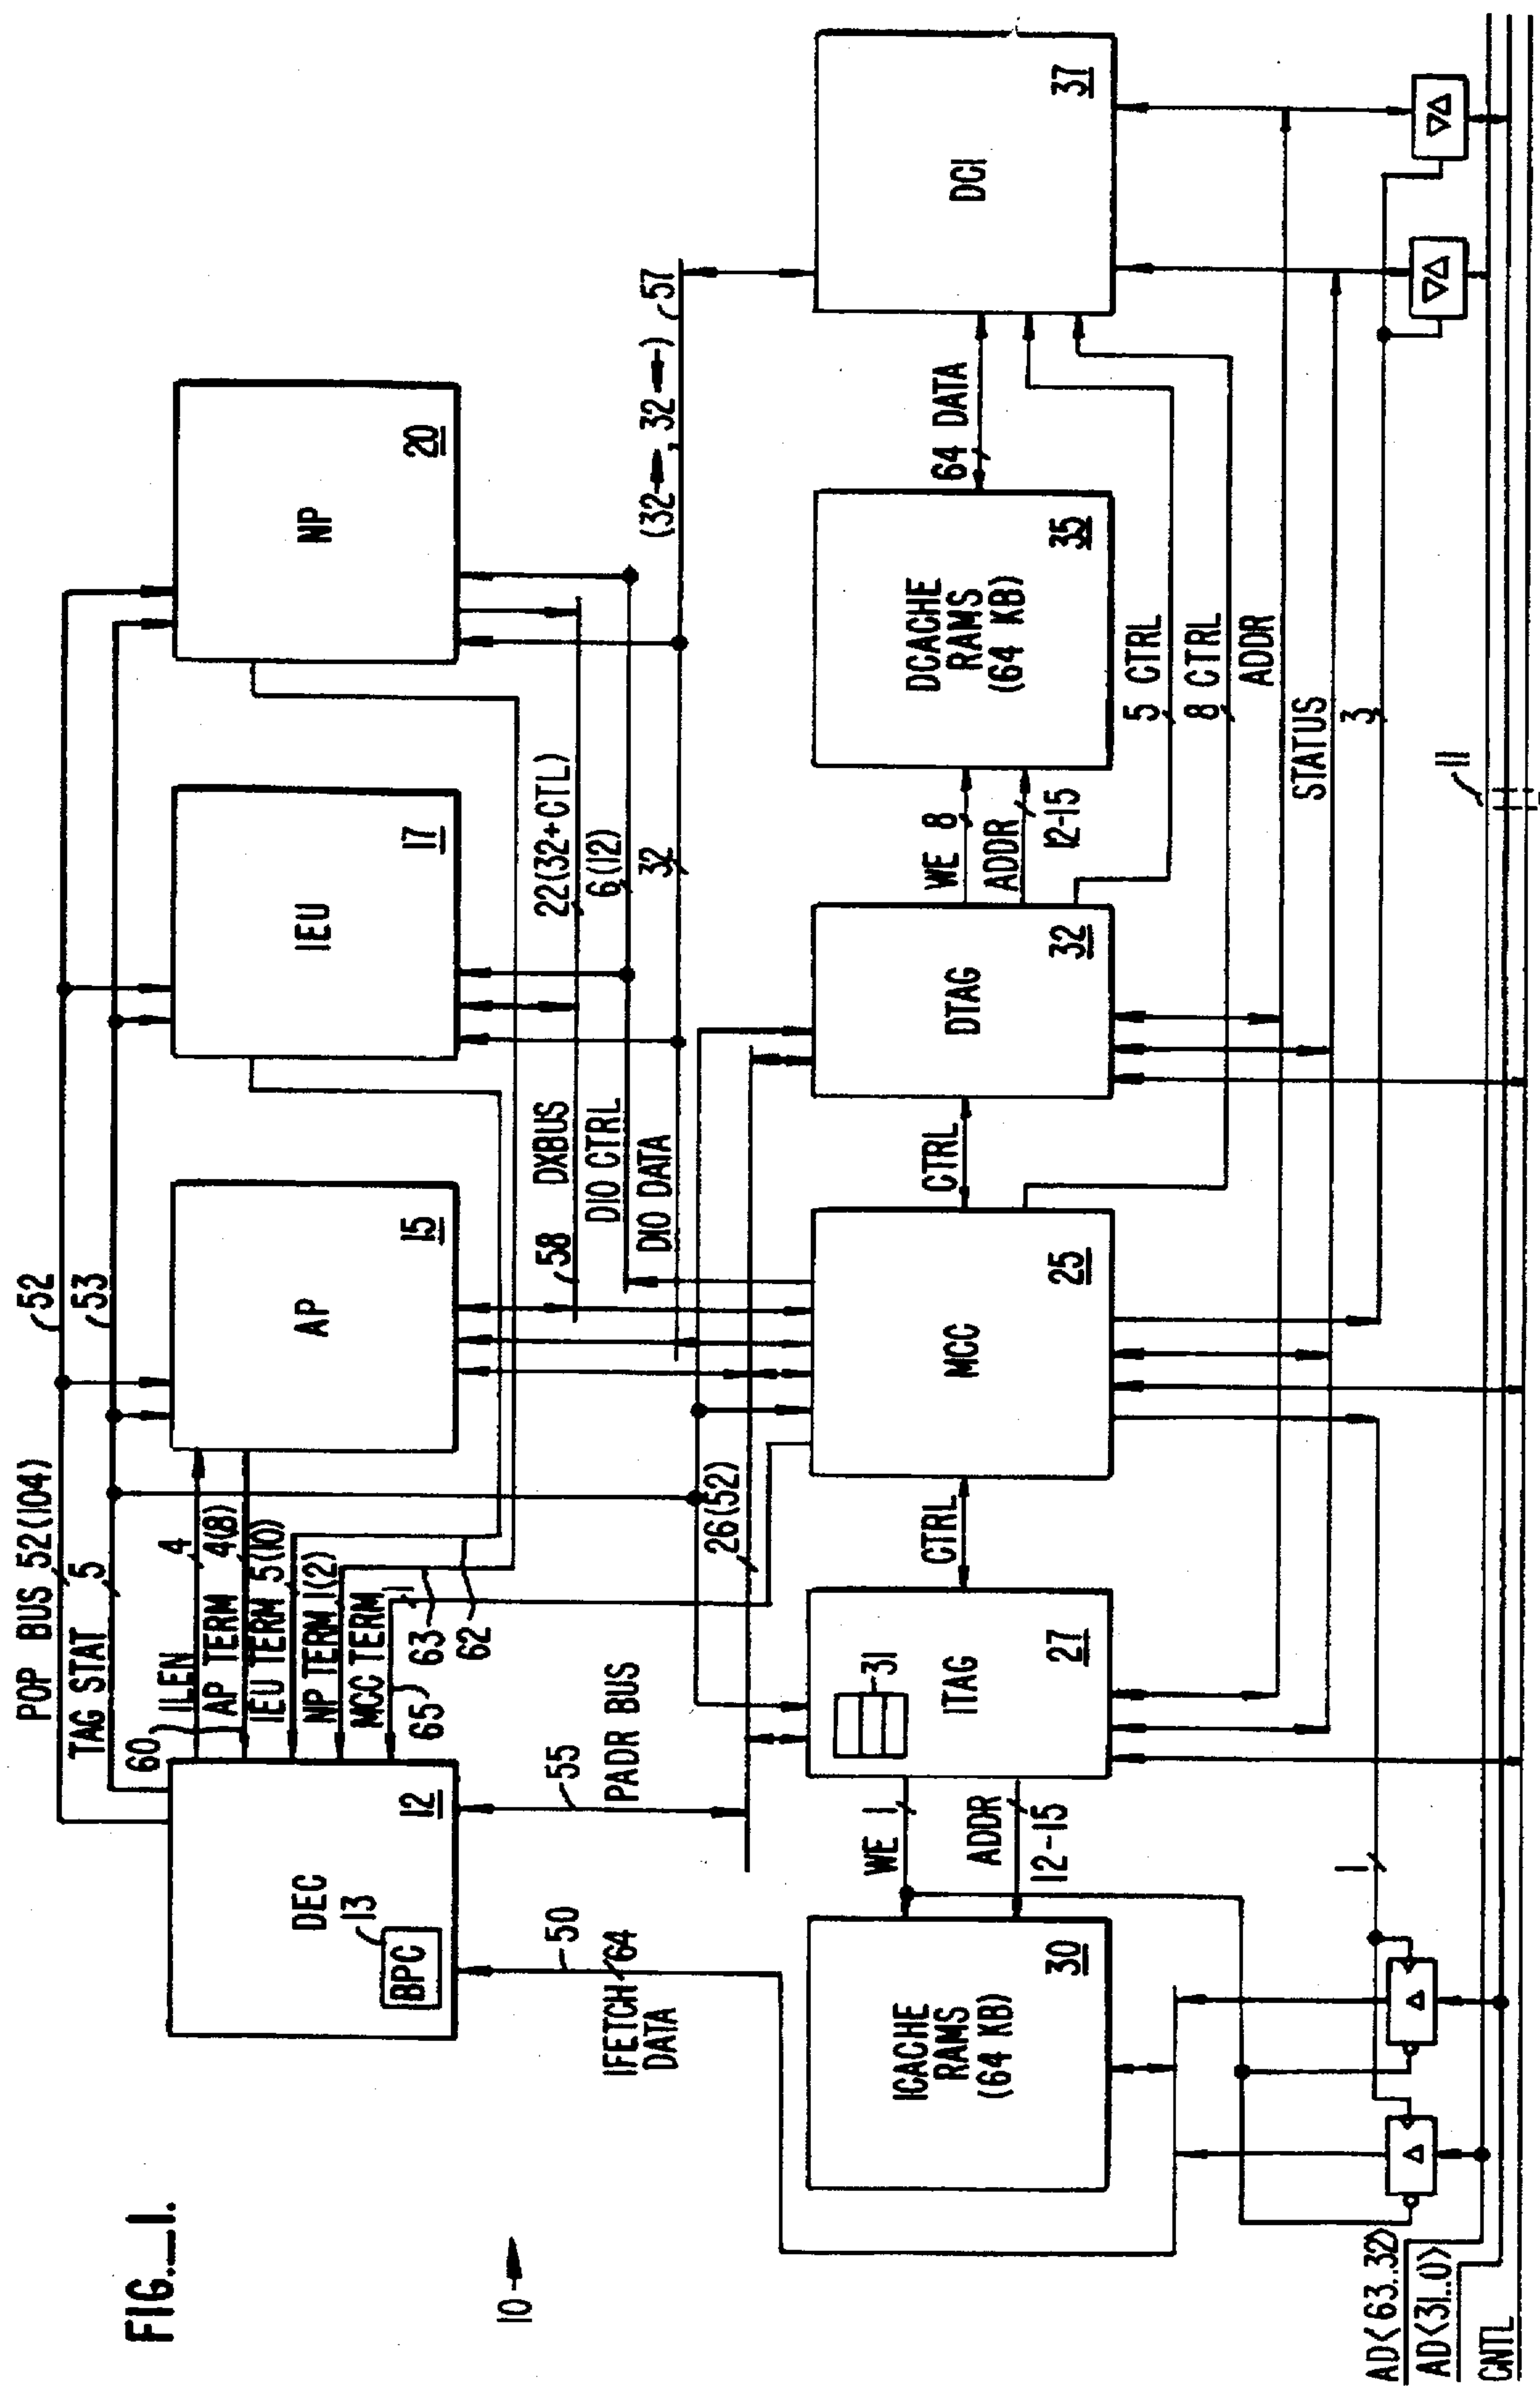 FIG._1.
10
POP BUS 52(104)
52
TAG STAT 5
53
60
ILEN 4
AP TERM 4(8)
IEU TERM 5(10)
NP TERM 1(2)
MCC TERM 1
65
63
62
DEC
13
BPC
12
AP
15
IEU
17
NP
20
58
DXBUS
22(32+CTL)
DIO CTRL
6(12)
DIO DATA
32
(32 , 32 )
57
50
IFETCH 64
DATA
55
PADR BUS
26(52)
ICACHE
RAMS
(64 KB)
30
WE 1
ADDR
12-15
31
ITAG
27
CTRL
MCC
25
CTRL
DTAG
32
WE 8
ADDR
12-15
DCACHE
RAMS
(64 KB)
35
64 DATA
DCI
37
5 CTRL
8 CTRL
ADDR
STATUS
3
1
11
AD<63..32>
AD<31..0>
CNTL